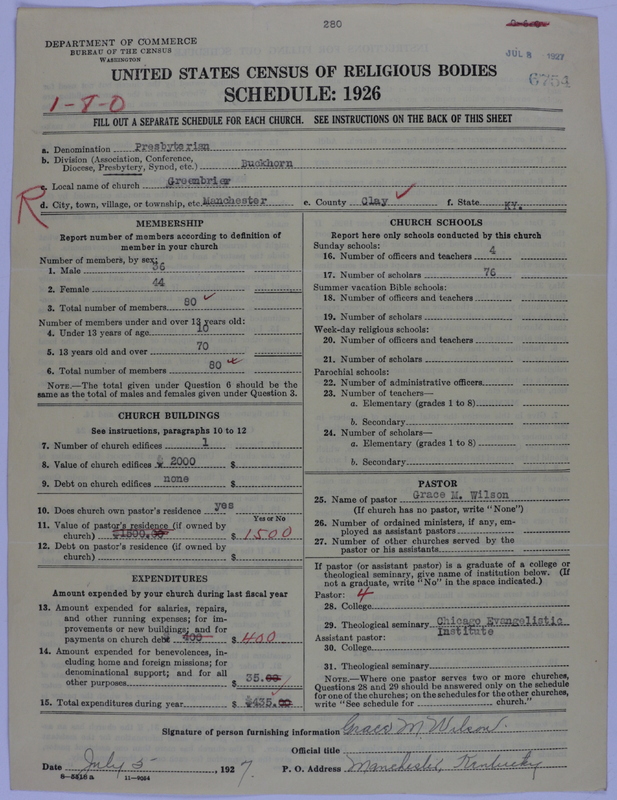 280
DEPARTMENT OF COMMERCE
BUREAU OF THE CENSUS
WASHINGTON
JUL 8 1927
6754
UNITED STATES CENSUS OF RELIGIOUS BODIES
SCHEDULE: 1926
1-8-0
FILL OUT A SEPARATE SCHEDULE FOR EACH CHURCH. SEE INSTRUCTIONS ON THE BACK OF THIS SHEET
a. Denomination Presbyterian
b. Division (Association, Conference,
Diocese, Presbytery, Synod, etc.) Buckhorn
c. Local name of church Greenbrier
R
d. City, town, village, or township, etc. Manchester e. County Clay f. State KY.
MEMBERSHIP
Report number of members according to definition of
member in your church
Number of members, by sex:
1. Male 36
2. Female 44
3. Total number of members 80
Number of members under and over 13 years old:
4. Under 13 years of age 10
5. 13 years old and over 70
6. Total number of members 80
NOTE.—The total given under Question 6 should be the
same as the total of males and females given under Question 3.
CHURCH BUILDINGS
See instructions, paragraphs 10 to 12
7. Number of church edifices 1
8. Value of church edifices 2000 $
9. Debt on church edifices none $
10. Does church own pastor's residence yes
Yes or No
11. Value of pastor's residence (if owned by
church) $1500.00 $ 1500
12. Debt on pastor's residence (if owned by
church) $
EXPENDITURES
Amount expended by your church during last fiscal year
13. Amount expended for salaries, repairs,
and other running expenses; for im-
provements or new buildings; and for
payments on church debt 400 $ 400
14. Amount expended for benevolences, in-
cluding home and foreign missions; for
denominational support; and for all
other purposes $ 35.00
15. Total expenditures during year $ $435.00
CHURCH SCHOOLS
Report here only schools conducted by this church
Sunday schools:
16. Number of officers and teachers 4
17. Number of scholars 76
Summer vacation Bible schools:
18. Number of officers and teachers
19. Number of scholars
Week-day religious schools:
20. Number of officers and teachers
21. Number of scholars
Parochial schools:
22. Number of administrative officers
23. Number of teachers—
a. Elementary (grades 1 to 8)
b. Secondary
24. Number of scholars—
a. Elementary (grades 1 to 8)
b. Secondary
PASTOR
25. Name of pastor Grace M. Wilson
(If church has no pastor, write "None")
26. Number of ordained ministers, if any, em-
ployed as assistant pastors
27. Number of other churches served by the
pastor or his assistants
If pastor (or assistant pastor) is a graduate of a college or
theological seminary, give name of institution below. (If
not a graduate, write "No" in the space indicated.)
Pastor: 4
28. College
29. Theological seminary Chicago Evangelistic
Institute
Assistant pastor:
30. College
31. Theological seminary
NOTE.—Where one pastor serves two or more churches,
Questions 28 and 29 should be answered only on the schedule
for one of the churches; on the schedules for the other churches,
write "See schedule for church."
Signature of person furnishing information Grace M. Wilson.
Official title
Date July 5, 1927. P. O. Address Manchester, Kentucky
8—5318a 11—9064